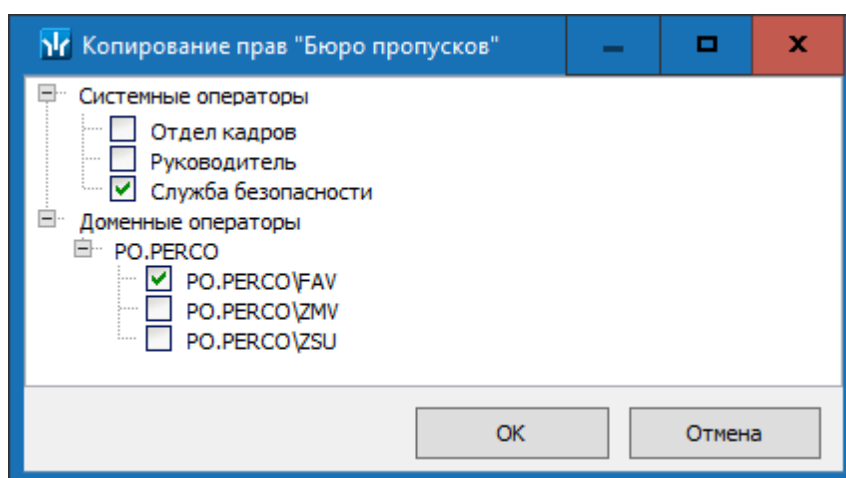 Копирование прав "Бюро пропусков"
Системные операторы
Отдел кадров
Руководитель
Служба безопасности
Доменные операторы
PO.PERCO
PO.PERCO\FAV
PO.PERCO\ZMV
PO.PERCO\ZSU
OK Отмена